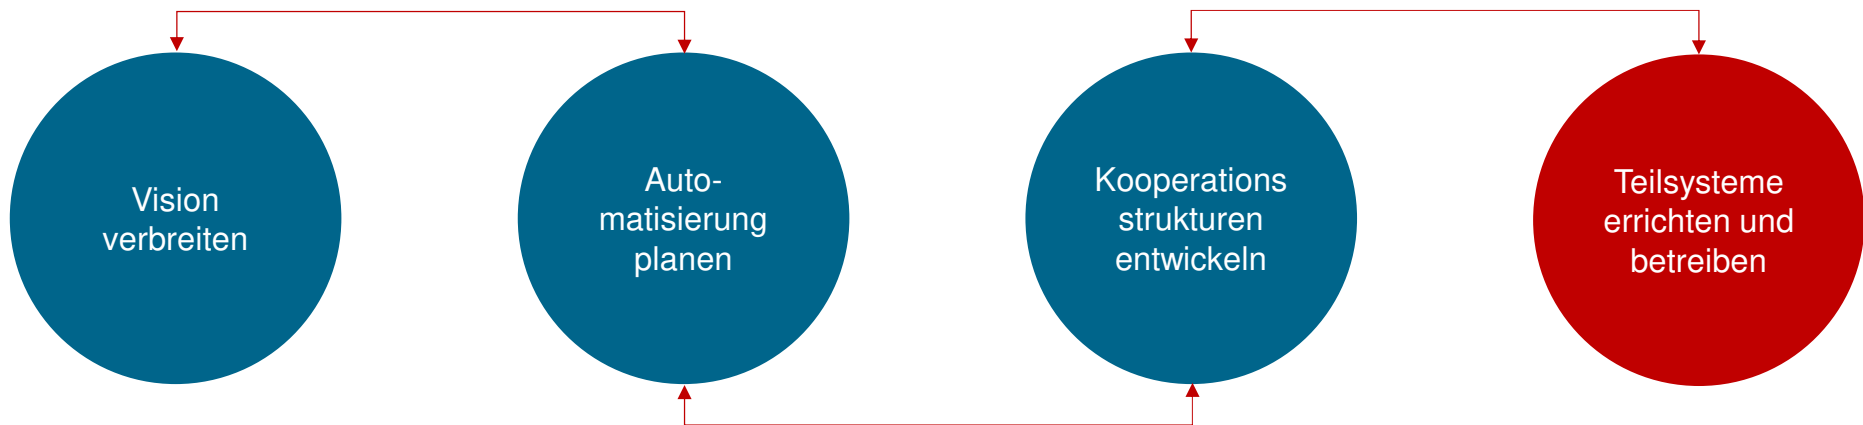 Vision
verbreiten
Auto-
matisierung
planen
Kooperations
strukturen
entwickeln
Teilsysteme
errichten und
betreiben